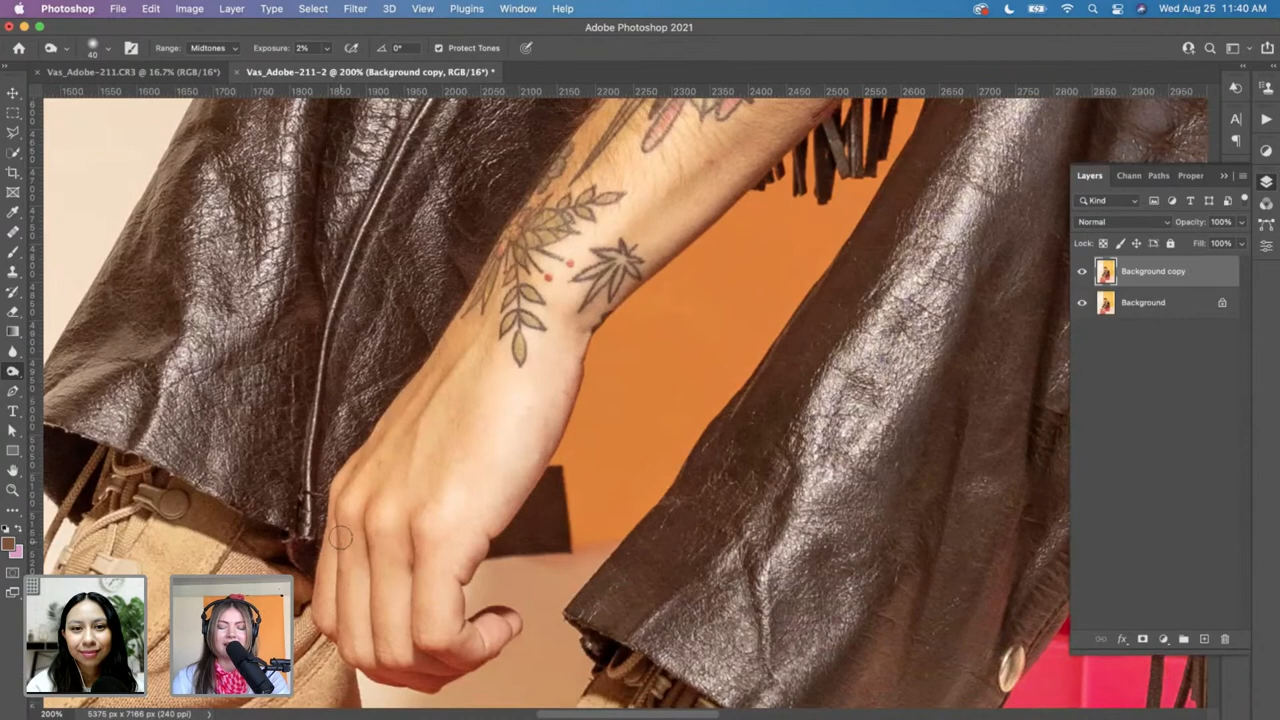 Photoshop File Edit Image Layer Type Select Filter 3D View Plugins Window Help Wed Aug 25 11:40 AM
Adobe Photoshop 2021
40 Range: Midtones Exposure: 2% 0° Protect Tones
Vas_Adobe-211.CR3 @ 16.7% (RGB/16*) Vas_Adobe-211-2 @ 200% (Background copy, RGB/16*) *
1500 1550 1600 1650 1700 1750 1800 1850 1900 1950 2000 2050 2100 2150 2200 2250 2300 2350 2400 2450 2500 2550 2600 2650 2700 2750 2800 2850 2900 2950
Layers Chann Paths Proper
Kind
Normal Opacity: 100%
Lock: Fill: 100%
Background copy
Background
200% 5375 px x 7166 px (240 ppi)